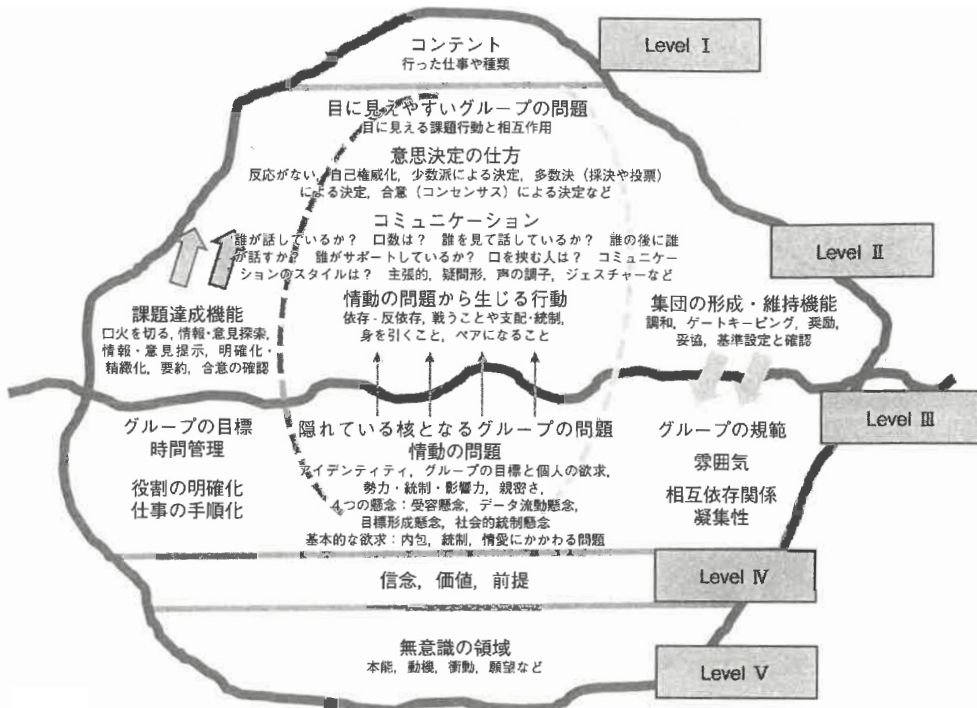 コンテント
行った仕事や種類
Level Ⅰ
目に見えやすいグループの問題
目に見える課題行動と相互作用
意思決定の仕方
反応がない，自己権威化，少数派による決定，多数決（採決や投票）
による決定，合意（コンセンサス）による決定など
コミュニケーション
誰が話しているか？　口数は？　誰を見て話しているか？　誰の後に誰
が話すか？　誰がサポートしているか？　口を挟む人は？　コミュニケー
ションのスタイルは？　主張的，疑問形，声の調子，ジェスチャーなど
Level Ⅱ
情動の問題から生じる行動
依存‐反依存，戦うことや支配・統制，
身を引くこと，ペアになること
課題達成機能
口火を切る，情報・意見探索，
情報・意見提示，明確化・
精緻化，要約，合意の確認
集団の形成・維持機能
調和，ゲートキーピング，奨励，
妥協，基準設定と確認
Level Ⅲ
グループの目標
時間管理
役割の明確化
仕事の手順化
隠れている核となるグループの問題
情動の問題
アイデンティティ，グループの目標と個人の欲求，
勢力・統制・影響力，親密さ，
4つの懸念：受容懸念，データ流動懸念，
目標形成懸念，社会的統制懸念
基本的な欲求：内包，統制，情愛にかかわる問題
グループの規範
雰囲気
相互依存関係
凝集性
信念，価値，前提
Level Ⅳ
無意識の領域
本能，動機，衝動，願望など
Level Ⅴ